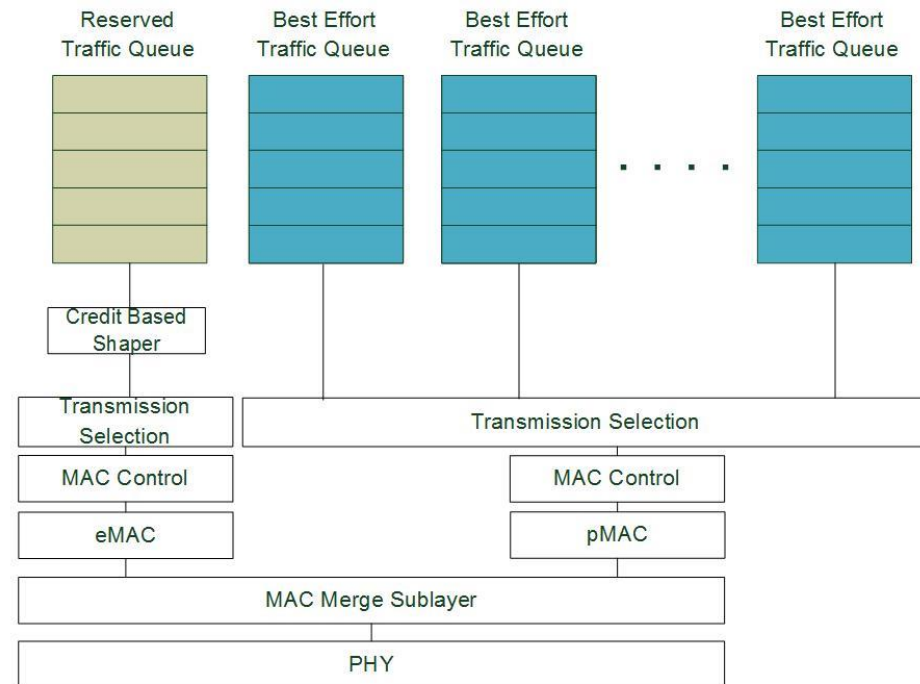 Reserved
Traffic Queue
Best Effort
Traffic Queue
Best Effort
Traffic Queue
Best Effort
Traffic Queue
Credit Based
Shaper
Transmission
Selection
Transmission Selection
MAC Control
MAC Control
eMAC
pMAC
MAC Merge Sublayer
PHY